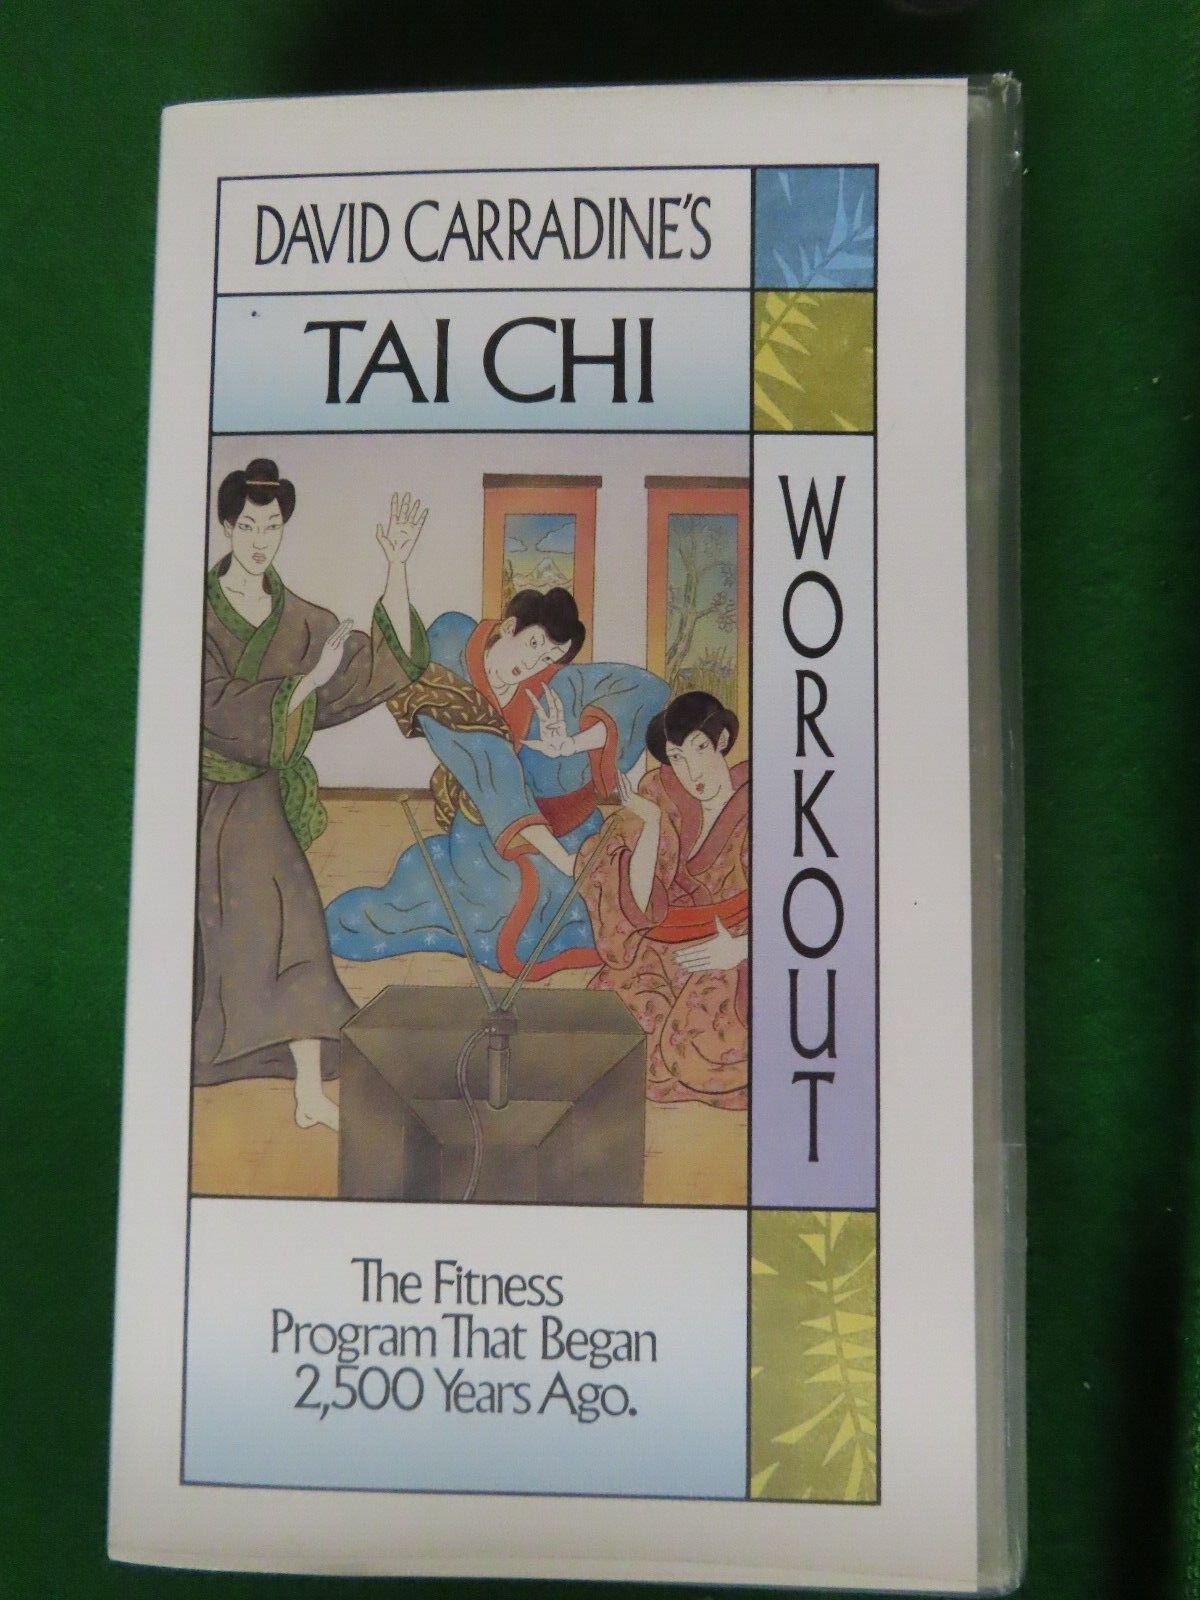 DAVID CARRADINE'S
TAI CHI
WORKOUT
The Fitness
Program That Began
2,500 Years Ago.